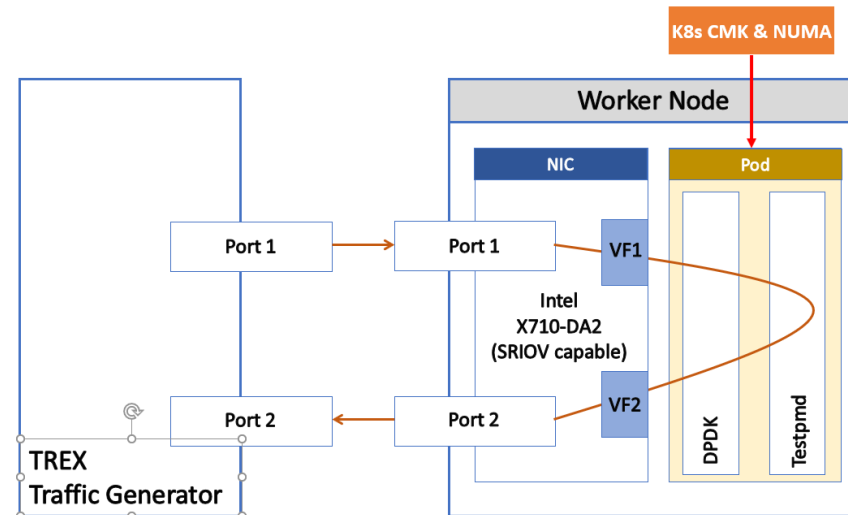 K8s CMK & NUMA
Worker Node
NIC
Pod
Port 1
Port 1
VF1
Intel
X710-DA2
(SRIOV capable)
Port 2
Port 2
VF2
DPDK
Testpmd
TREX
Traffic Generator